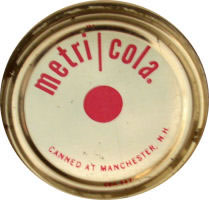 metri|cola®
CANNED AT MANCHESTER, N.H.